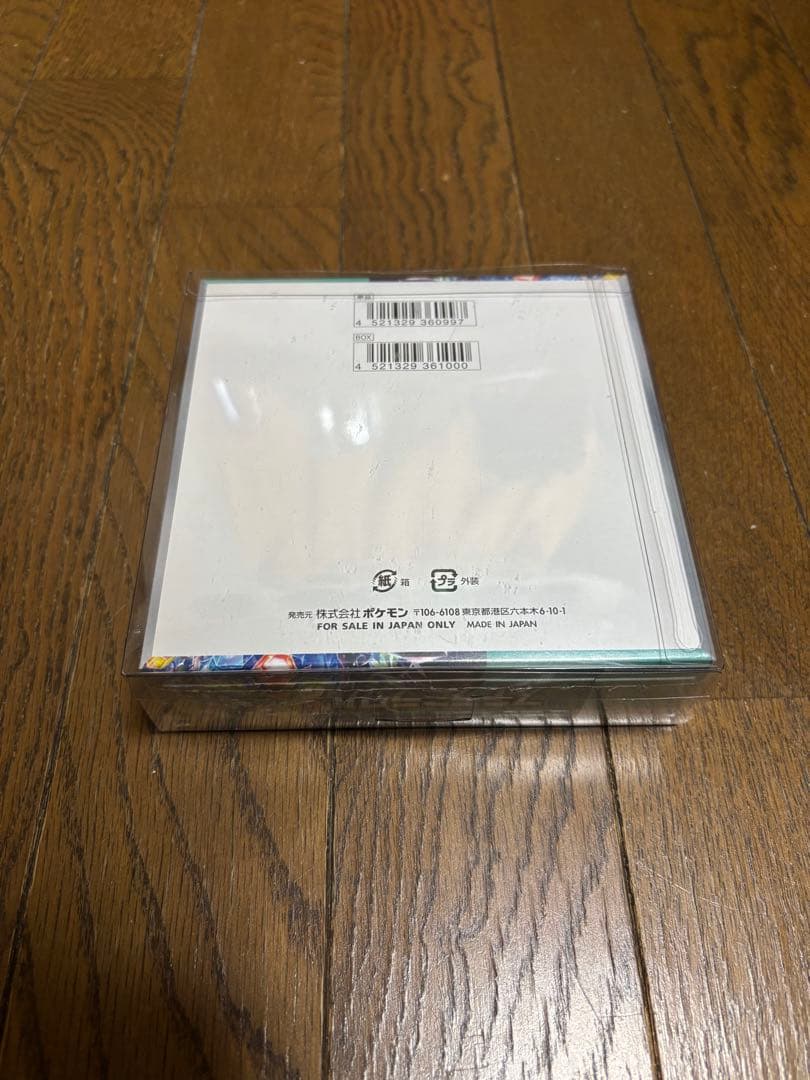 単品
4 521329 360997
BOX
4 521329 361000
紙 箱 プラ 外装
発売元 株式会社 ポケモン 〒106-6108 東京都港区六本木6-10-1
FOR SALE IN JAPAN ONLY MADE IN JAPAN